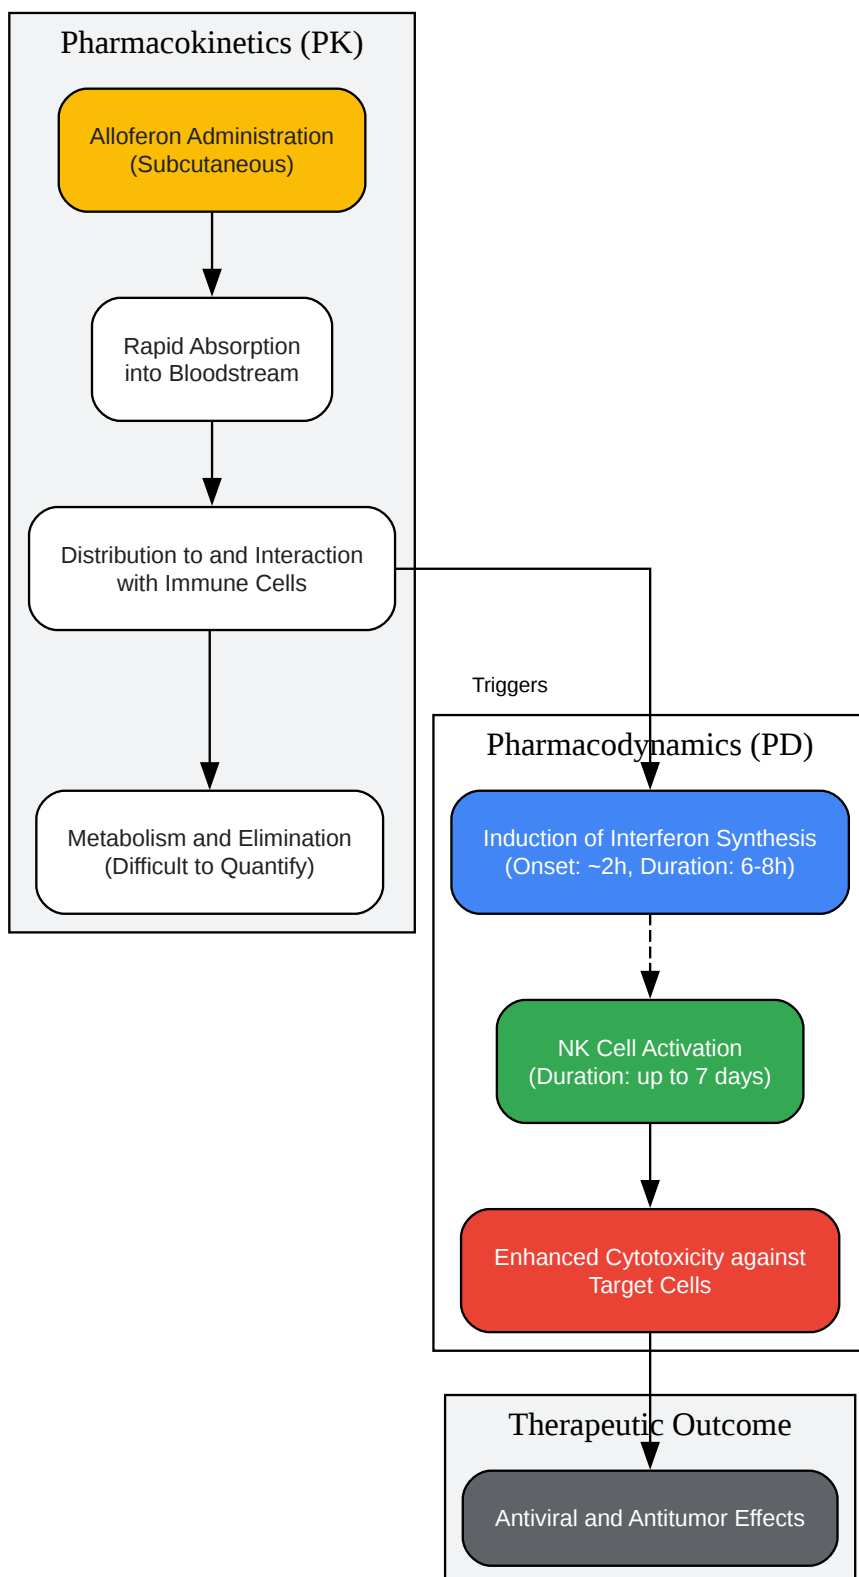 Pharmacokinetics (PK)
Alloferon Administration
(Subcutaneous)
Rapid Absorption
into Bloodstream
Distribution to and Interaction
with Immune Cells
Metabolism and Elimination
(Difficult to Quantify)
Triggers
Pharmacodynamics (PD)
Induction of Interferon Synthesis
(Onset: ~2h, Duration: 6-8h)
NK Cell Activation
(Duration: up to 7 days)
Enhanced Cytotoxicity against
Target Cells
Therapeutic Outcome
Antiviral and Antitumor Effects